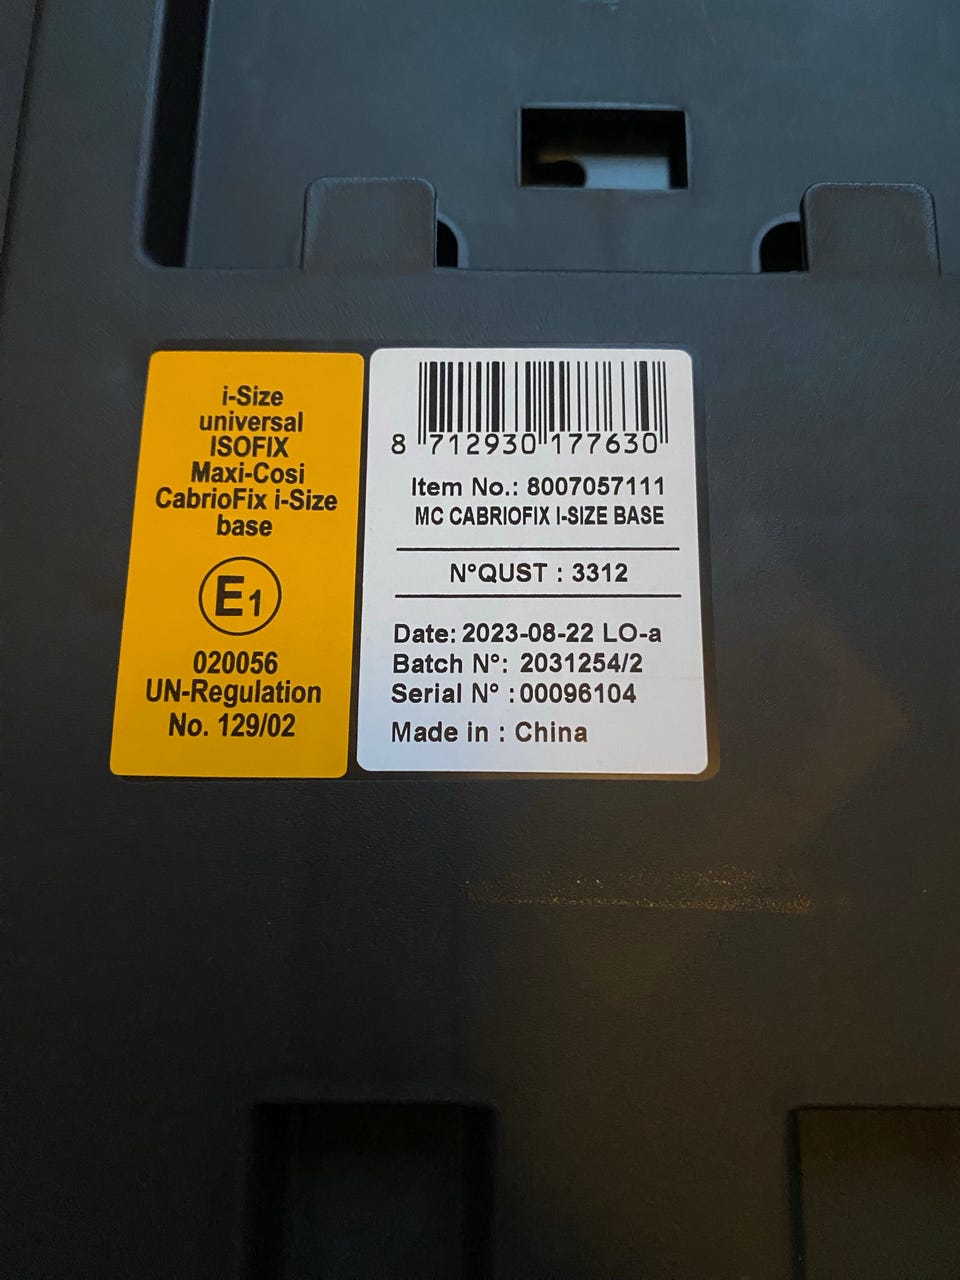 i-Size
universal
ISOFIX
Maxi-Cosi
CabrioFix i-Size
base
E1
020056
UN-Regulation
No. 129/02
8 712930 177630
Item No.: 8007057111
MC CABRIOFIX I-SIZE BASE
N°QUST : 3312
Date: 2023-08-22 LO-a
Batch N°: 2031254/2
Serial N° :00096104
Made in : China